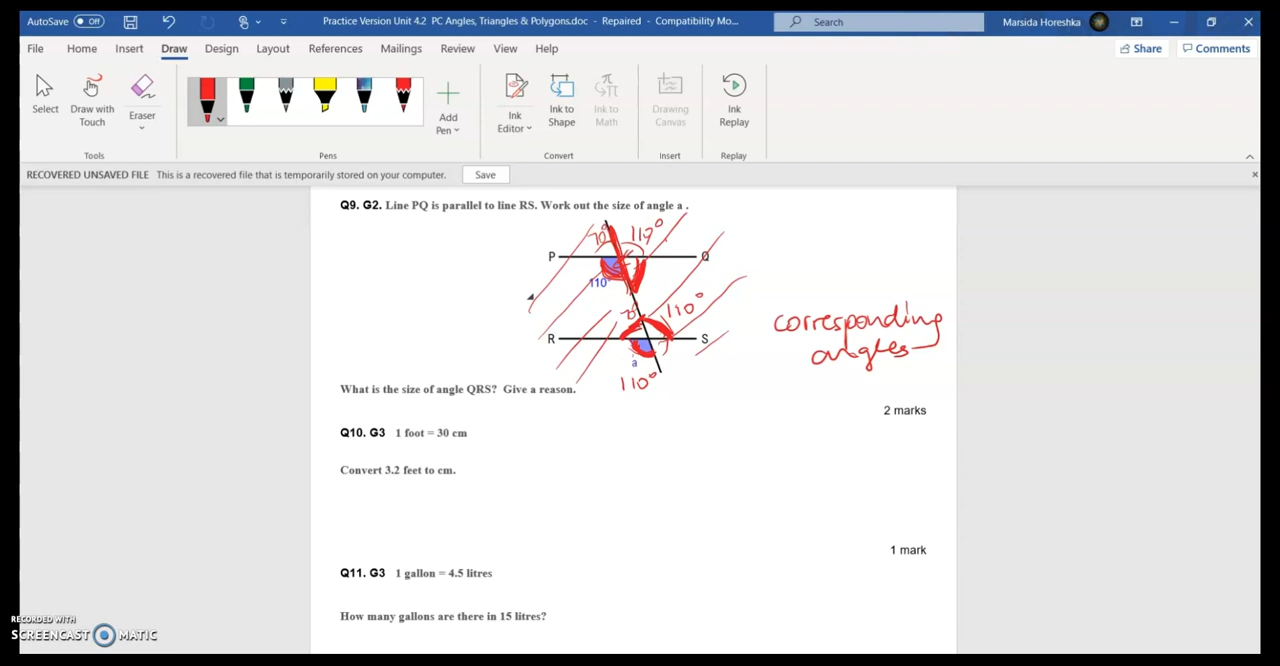 AutoSave Off Practice Version Unit 4.2 PC Angles, Triangles & Polygons.doc - Repaired - Compatibility Mo... Search Marsida Horeshka
File Home Insert Draw Design Layout References Mailings Review View Help Share Comments
Select Draw with Touch Eraser Add Pen Ink Editor Ink to Shape Ink to Math Drawing Canvas Ink Replay
Tools Pens Convert Insert Replay
RECOVERED UNSAVED FILE This is a recovered file that is temporarily stored on your computer. Save
Q9. G2. Line PQ is parallel to line RS. Work out the size of angle a .
70° 110°
P Q
110
70° 110°
R S
a
110°
corresponding
angles
What is the size of angle QRS? Give a reason.
2 marks
Q10. G3 1 foot = 30 cm
Convert 3.2 feet to cm.
1 mark
Q11. G3 1 gallon = 4.5 litres
How many gallons are there in 15 litres?
RECORDED WITH
SCREENCAST MATIC